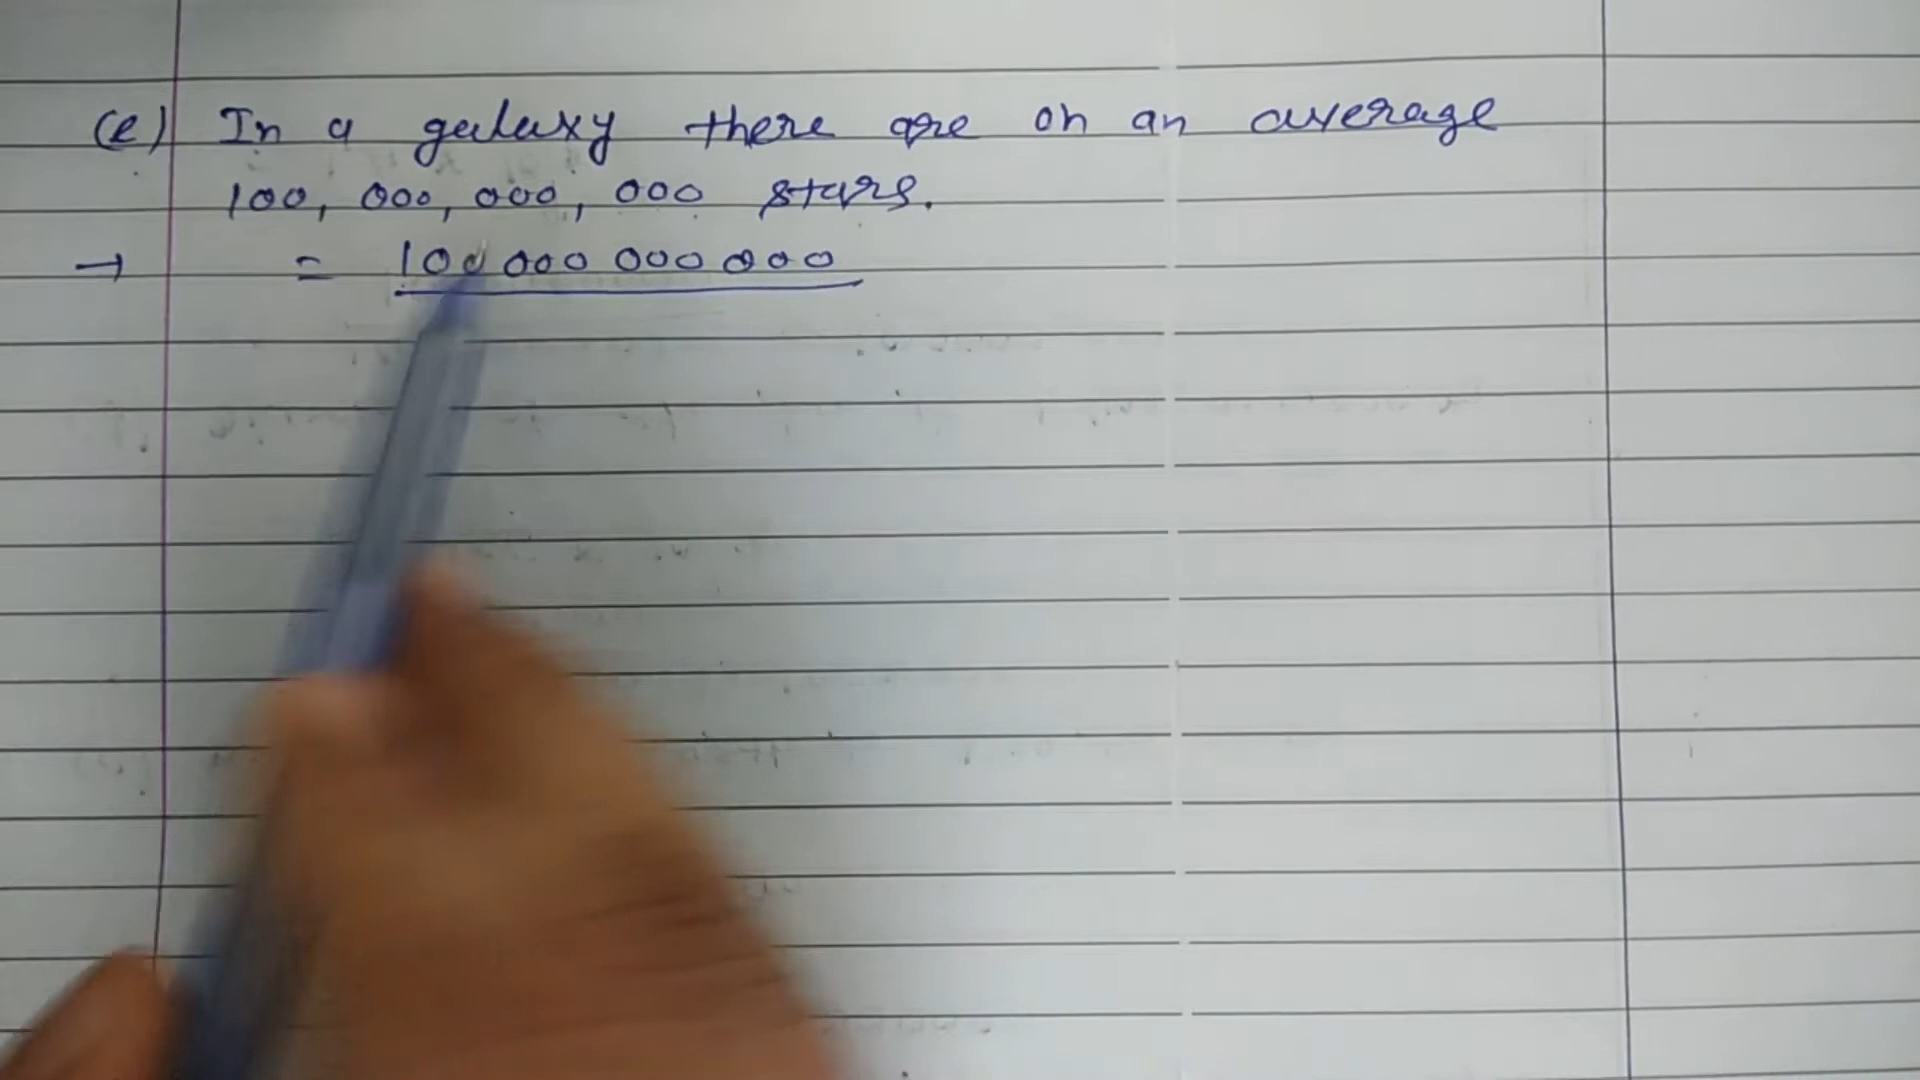 (e) In a galaxy there are on an average
100, 000, 000, 000 stars.
→ = 100 000 000 000